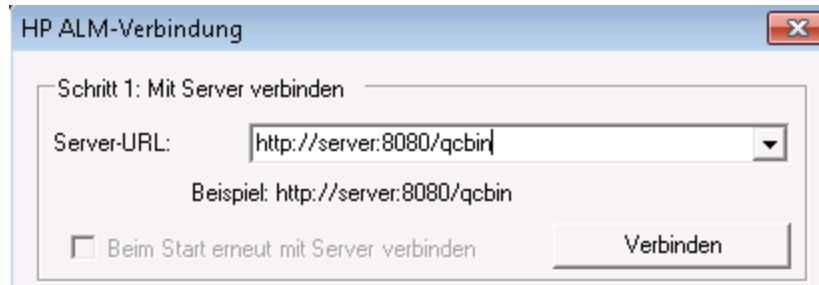 HP ALM-Verbindung
Schritt 1: Mit Server verbinden
Server-URL: http://server:8080/qcbin
Beispiel: http://server:8080/qcbin
Beim Start erneut mit Server verbinden Verbinden